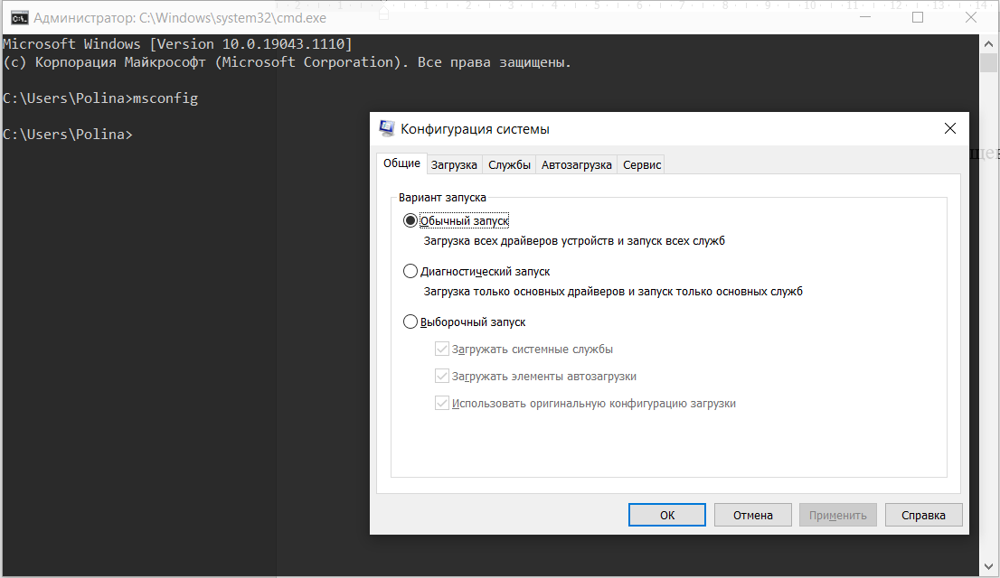 Администратор: C:\Windows\system32\cmd.exe
Microsoft Windows [Version 10.0.19043.1110]
(c) Корпорация Майкрософт (Microsoft Corporation). Все права защищены.
C:\Users\Polina>msconfig
C:\Users\Polina>
Конфигурация системы
Общие Загрузка Службы Автозагрузка Сервис
Вариант запуска
Обычный запуск
Загрузка всех драйверов устройств и запуск всех служб
Диагностический запуск
Загрузка только основных драйверов и запуск только основных служб
Выборочный запуск
Загружать системные службы
Загружать элементы автозагрузки
Использовать оригинальную конфигурацию загрузки
ОК Отмена Применить Справка